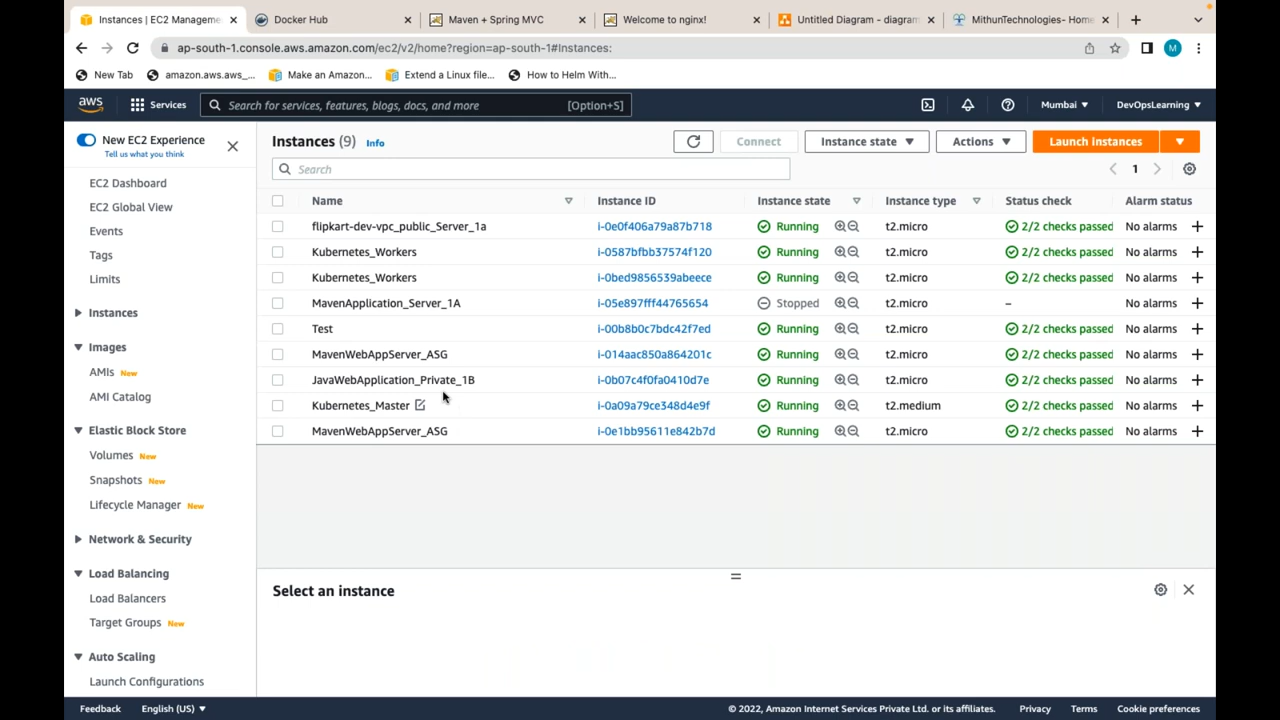 Instances | EC2 Manageme
Docker Hub
Maven + Spring MVC
Welcome to nginx!
Untitled Diagram - diagram
MithunTechnologies- Home
ap-south-1.console.aws.amazon.com/ec2/v2/home?region=ap-south-1#Instances:
M
New Tab
amazon.aws.aws_...
Make an Amazon...
Extend a Linux file...
How to Helm With...
aws
Services
Search for services, features, blogs, docs, and more
[Option+S]
Mumbai
DevOpsLearning
New EC2 Experience
Tell us what you think
EC2 Dashboard
EC2 Global View
Events
Tags
Limits
Instances
Images
AMIs New
AMI Catalog
Elastic Block Store
Volumes New
Snapshots New
Lifecycle Manager New
Network & Security
Load Balancing
Load Balancers
Target Groups New
Auto Scaling
Launch Configurations
Instances (9) Info
Connect
Instance state
Actions
Launch instances
Search
1
Name Instance ID Instance state Instance type Status check Alarm status
flipkart-dev-vpc_public_Server_1a i-0e0f406a79a87b718 Running t2.micro 2/2 checks passed No alarms +
Kubernetes_Workers i-0587bfbb37574f120 Running t2.micro 2/2 checks passed No alarms +
Kubernetes_Workers i-0bed9856539abeece Running t2.micro 2/2 checks passed No alarms +
MavenApplication_Server_1A i-05e897fff44765654 Stopped t2.micro – No alarms +
Test i-00b8b0c7bdc42f7ed Running t2.micro 2/2 checks passed No alarms +
MavenWebAppServer_ASG i-014aac850a864201c Running t2.micro 2/2 checks passed No alarms +
JavaWebApplication_Private_1B i-0b07c4f0fa0410d7e Running t2.micro 2/2 checks passed No alarms +
Kubernetes_Master i-0a09a79ce348d4e9f Running t2.medium 2/2 checks passed No alarms +
MavenWebAppServer_ASG i-0e1bb95611e842b7d Running t2.micro 2/2 checks passed No alarms +
Select an instance
Feedback
English (US)
© 2022, Amazon Internet Services Private Ltd. or its affiliates.
Privacy
Terms
Cookie preferences